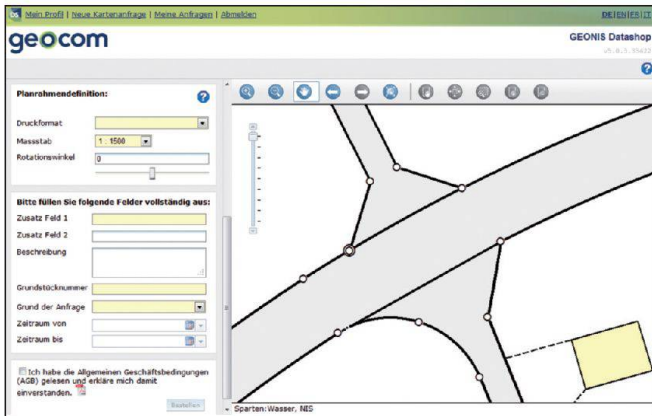 Mein Profil | Neue Kartenanfrage | Meine Anfragen | Abmelden
DE|EN|FR|IT
geocom
GEONIS Datashop
Planrahmendefinition:
Druckformat
Massstab 1 : 1500
Rotationswinkel 0
Bitte füllen Sie folgende Felder vollständig aus:
Zusatz Feld 1
Zusatz Feld 2
Beschreibung
Grundstücknummer
Grund der Anfrage
Zeitraum von
Zeitraum bis
Ich habe die Allgemeinen Geschäftsbedingungen
(AGB) gelesen und erkläre mich damit
einverstanden.
Bestellen
Sparten: Wasser, NIS